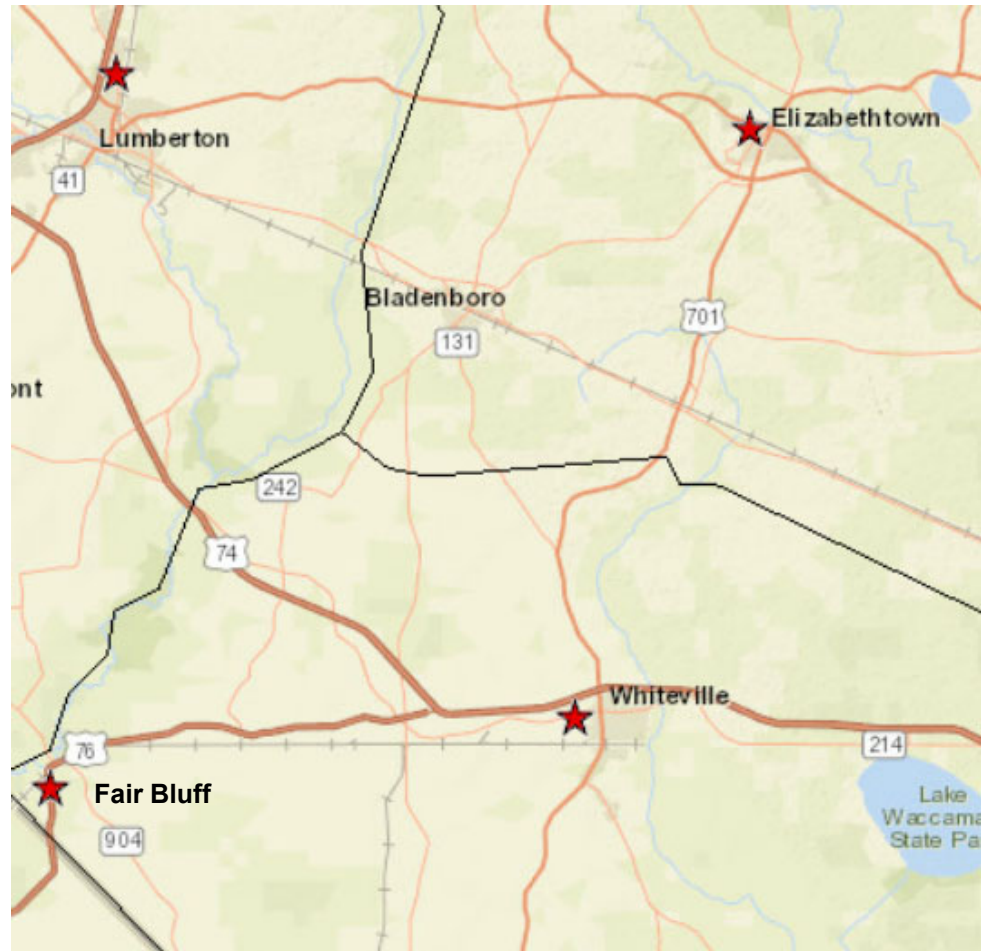 Elizabethtown
Lumberton
41
Bladenboro
701
131
ont
242
74
Whiteville
76
214
Fair Bluff
Lake
Waccama
State Pa
904